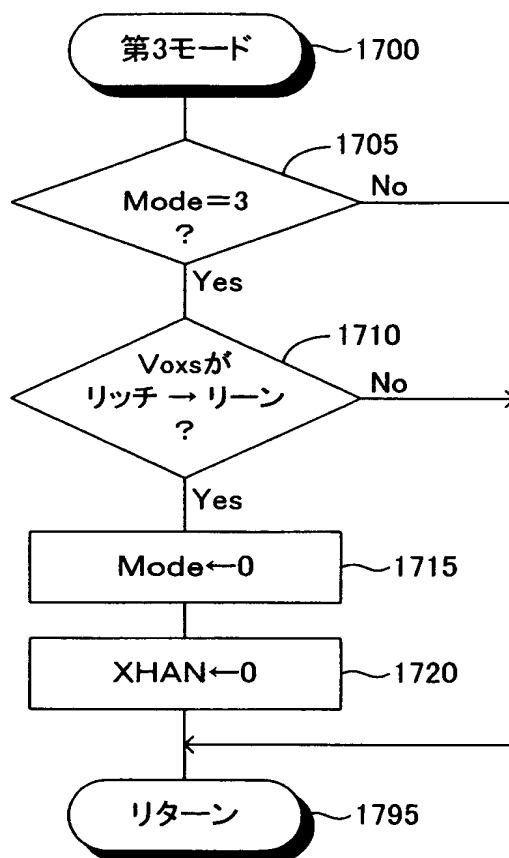 第3モード
1700
1705
Mode=3
?
No
Yes
1710
Voxsが
リッチ → リーン
?
No
Yes
Mode←0
1715
XHAN←0
1720
リターン
1795